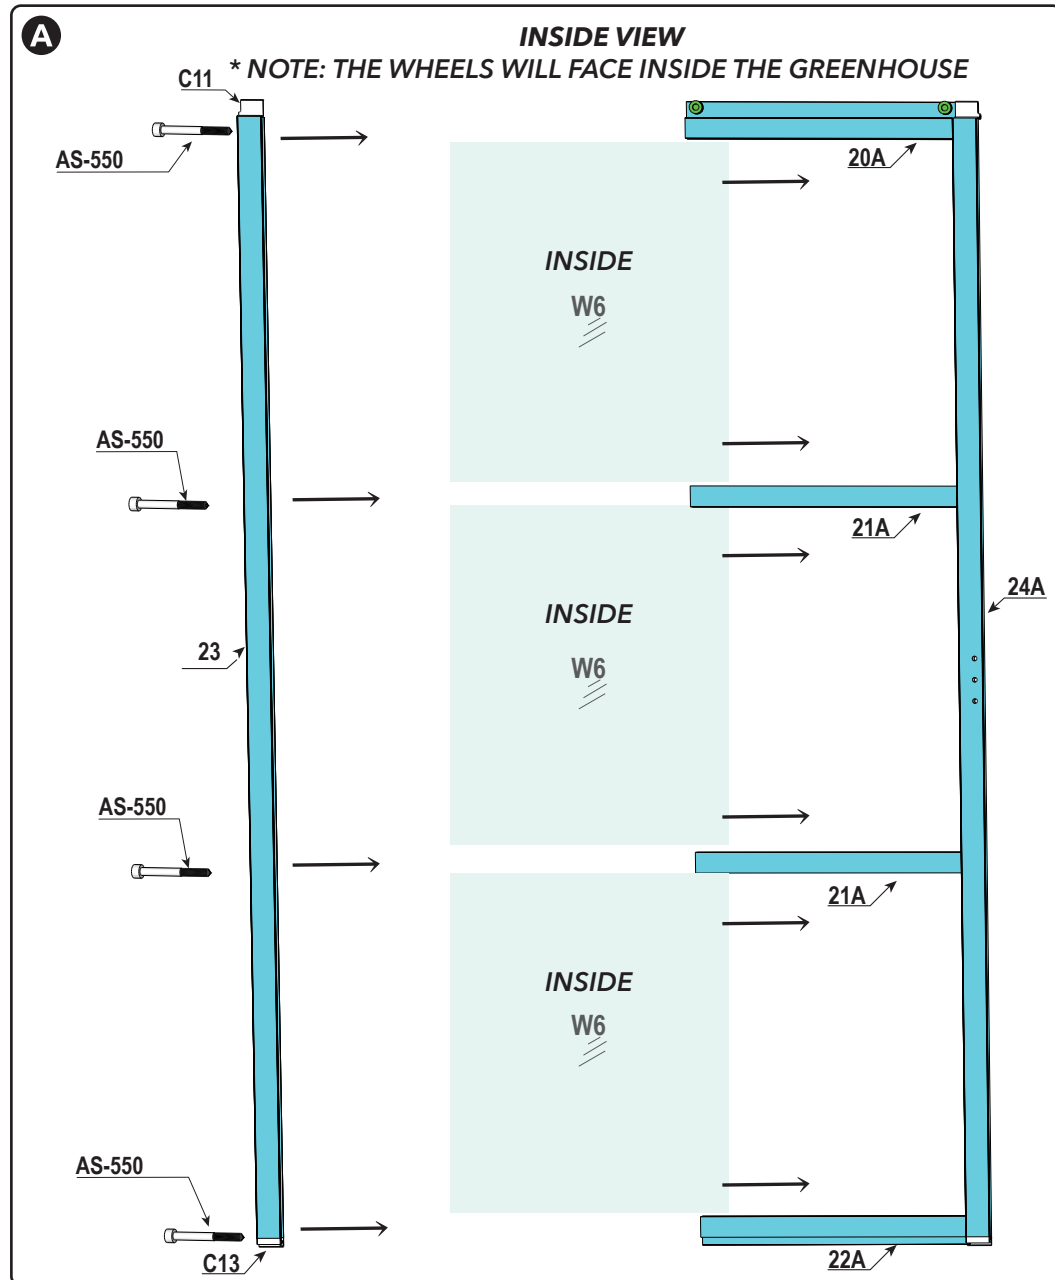 A
INSIDE VIEW
* NOTE: THE WHEELS WILL FACE INSIDE THE GREENHOUSE
C11
AS-550
20A
INSIDE
W6
AS-550
21A
24A
INSIDE
23
W6
AS-550
21A
INSIDE
W6
AS-550
C13
22A